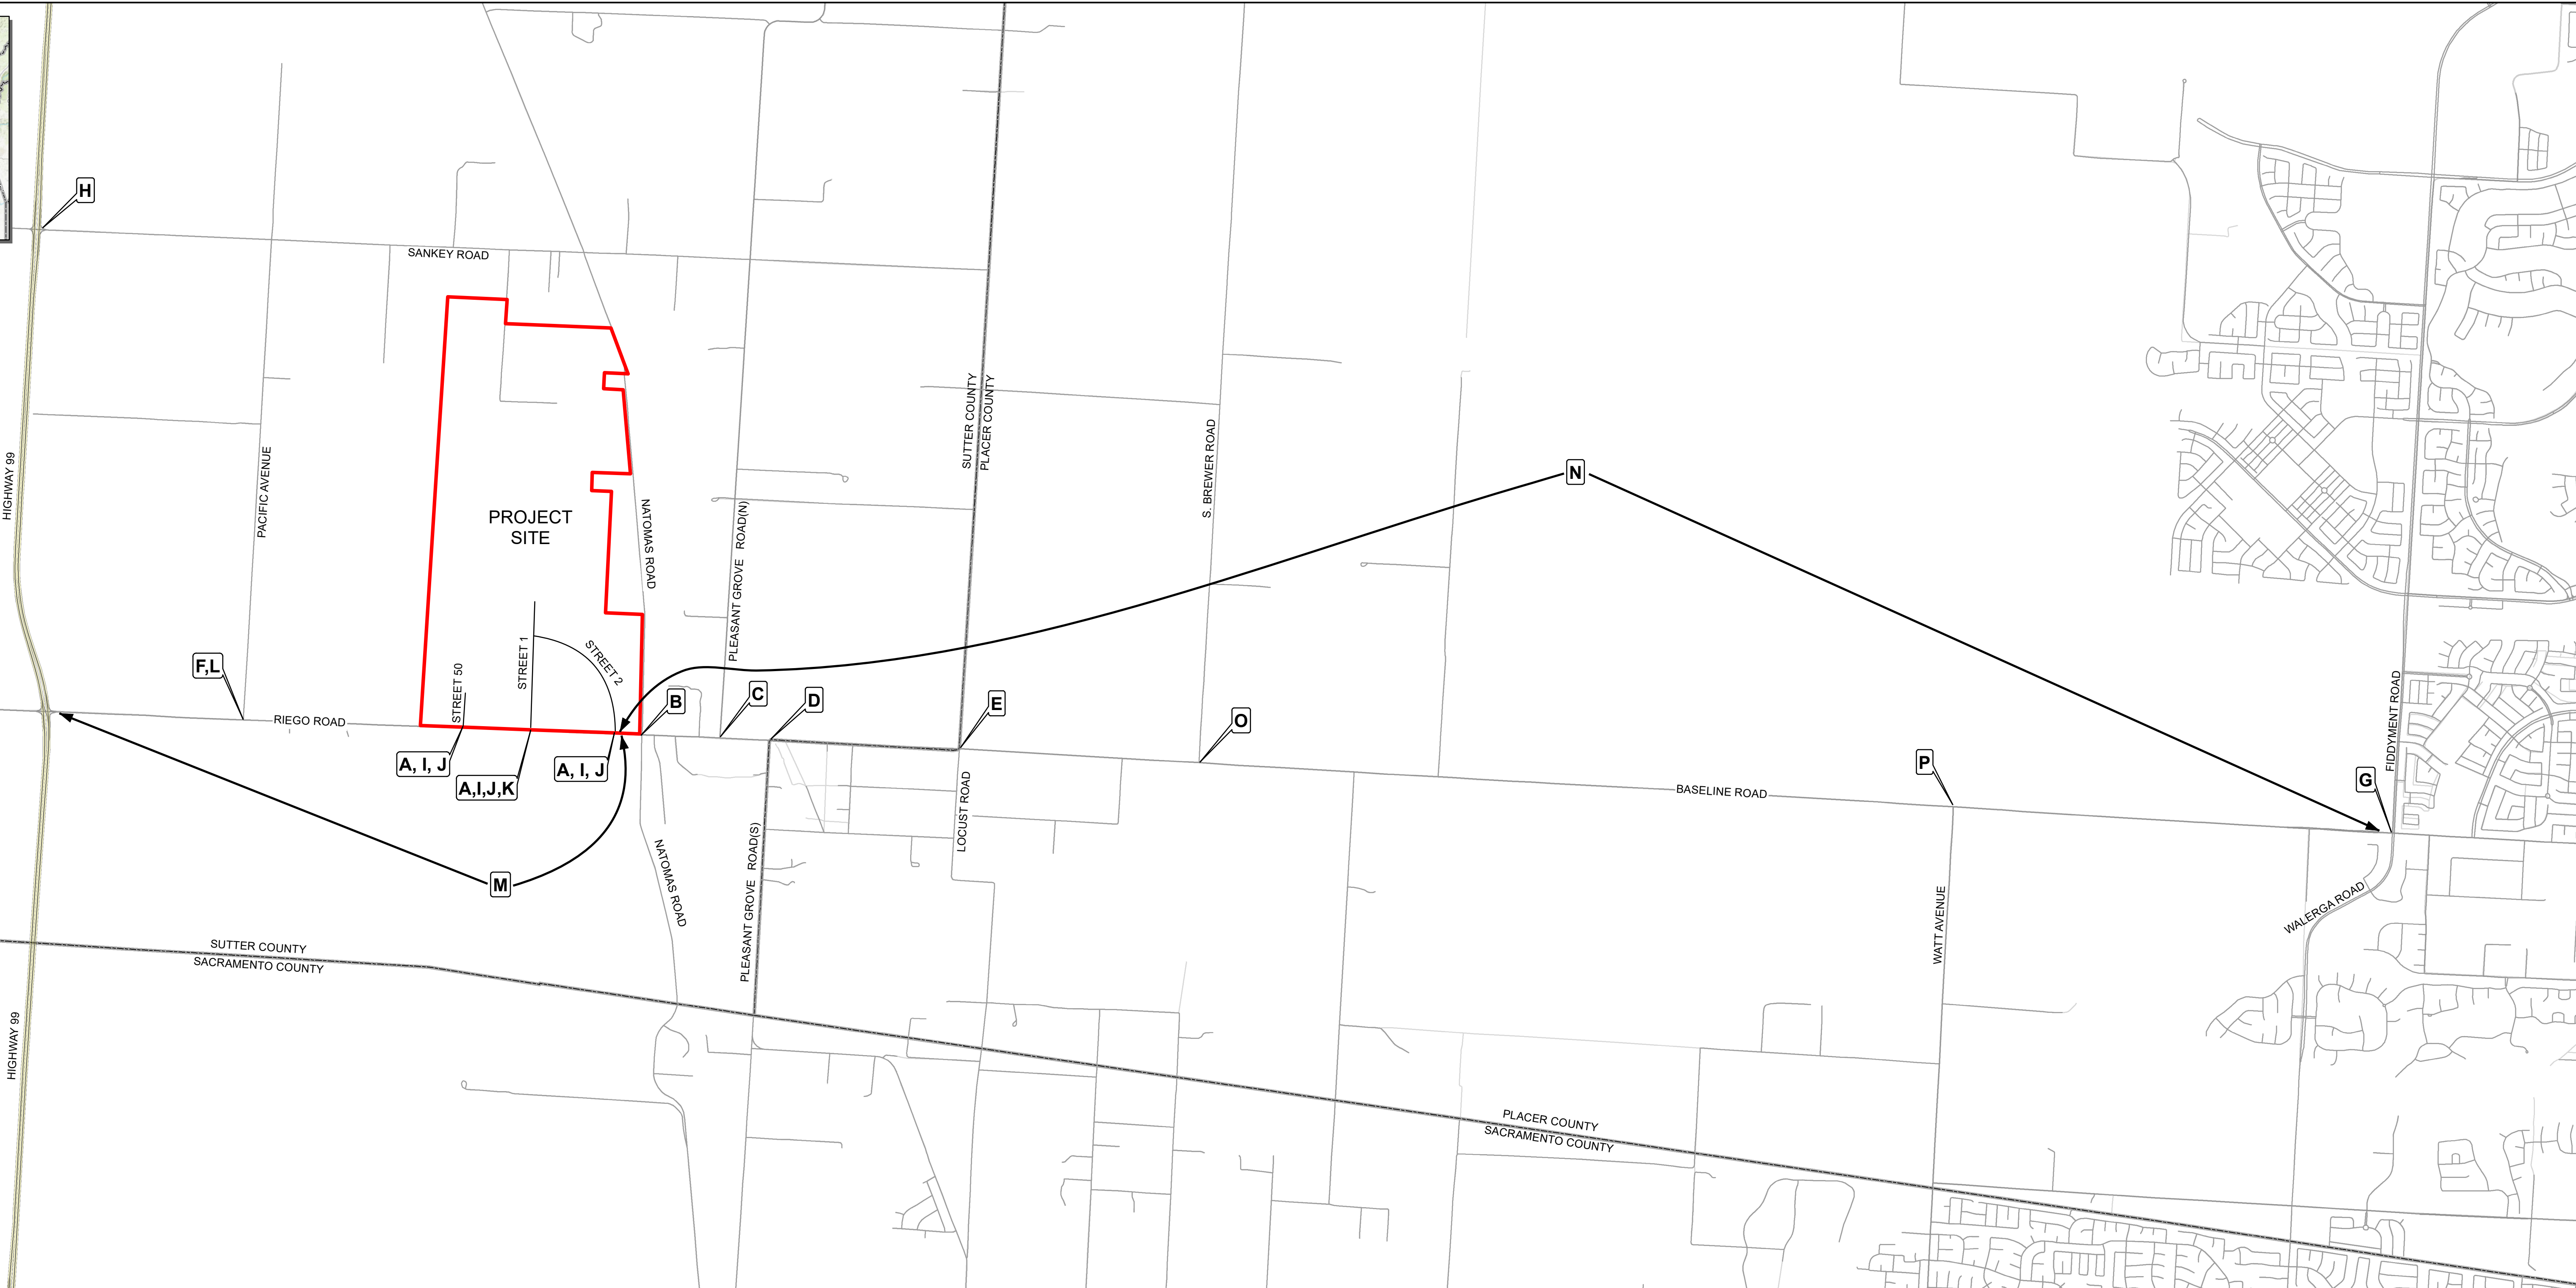 H
SANKEY ROAD
SUTTER COUNTY
PLACER COUNTY
HIGHWAY 99
PACIFIC AVENUE
S. BREWER ROAD
N
PROJECT
SITE
NATOMAS ROAD
PLEASANT GROVE ROAD(N)
STREET 1
STREET 2
STREET 50
F,L
RIEGO ROAD
B
C
D
E
O
A, I, J
A,I,J,K
A, I, J
BASELINE ROAD
P
G
FIDDYMENT ROAD
LOCUST ROAD
M
NATOMAS ROAD
PLEASANT GROVE ROAD(S)
WATT AVENUE
WALERGA ROAD
SUTTER COUNTY
SACRAMENTO COUNTY
HIGHWAY 99
PLACER COUNTY
SACRAMENTO COUNTY